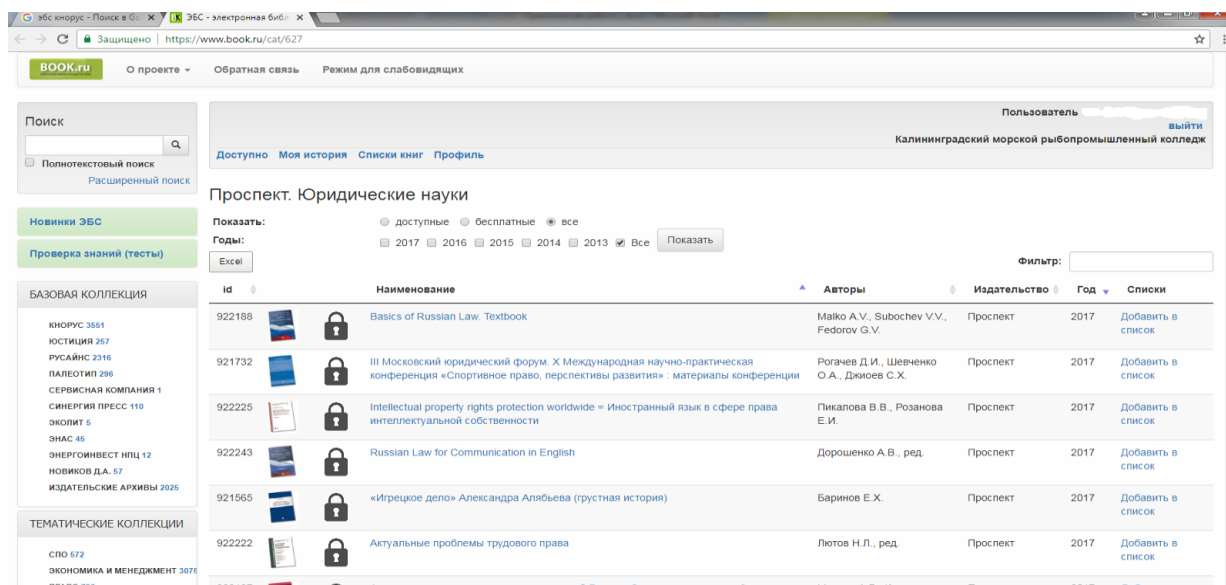 эбс кнорус - Поиск в Go
ЭБС - электронная библ
Защищено | https://www.book.ru/cat/627
BOOK.ru
О проекте
Обратная связь
Режим для слабовидящих
Поиск
Полнотекстовый поиск
Расширенный поиск
Новинки ЭБС
Проверка знаний (тесты)
БАЗОВАЯ КОЛЛЕКЦИЯ
КНОРУС 3551
ЮСТИЦИЯ 257
РУСАЙНС 2316
ПАЛЕОТИП 296
СЕРВИСНАЯ КОМПАНИЯ 1
СИНЕРГИЯ ПРЕСС 110
ЭКОЛИТ 5
ЭНАС 45
ЭНЕРГОИНВЕСТ НПЦ 12
НОВИКОВ Д.А. 57
ИЗДАТЕЛЬСКИЕ АРХИВЫ 2025
ТЕМАТИЧЕСКИЕ КОЛЛЕКЦИИ
СПО 572
ЭКОНОМИКА И МЕНЕДЖМЕНТ 3075
Пользователь
выйти
Калининградский морской рыбопромышленный колледж
Доступно Моя история Списки книг Профиль
Проспект. Юридические науки
Показать: доступные бесплатные все
Годы: 2017 2016 2015 2014 2013 Все Показать
Excel
Фильтр:
id Наименование Авторы Издательство Год Списки
922188 Basics of Russian Law. Textbook Malko A.V., Subochev V.V., Проспект 2017 Добавить в
Fedorov G.V. список
921732 III Московский юридический форум. X Международная научно-практическая Рогачев Д.И., Шевченко Проспект 2017 Добавить в
конференция «Спортивное право, перспективы развития» : материалы конференции О.А., Джиоев С.Х. список
922225 Intellectual property rights protection worldwide = Иностранный язык в сфере права Пикалова В.В., Розанова Проспект 2017 Добавить в
интеллектуальной собственности Е.И. список
922243 Russian Law for Communication in English Дорошенко А.В., ред. Проспект 2017 Добавить в
список
921565 «Игрецкое дело» Александра Алябьева (грустная история) Баринов Е.Х. Проспект 2017 Добавить в
список
922222 Актуальные проблемы трудового права Лютов Н.Л., ред. Проспект 2017 Добавить в
список